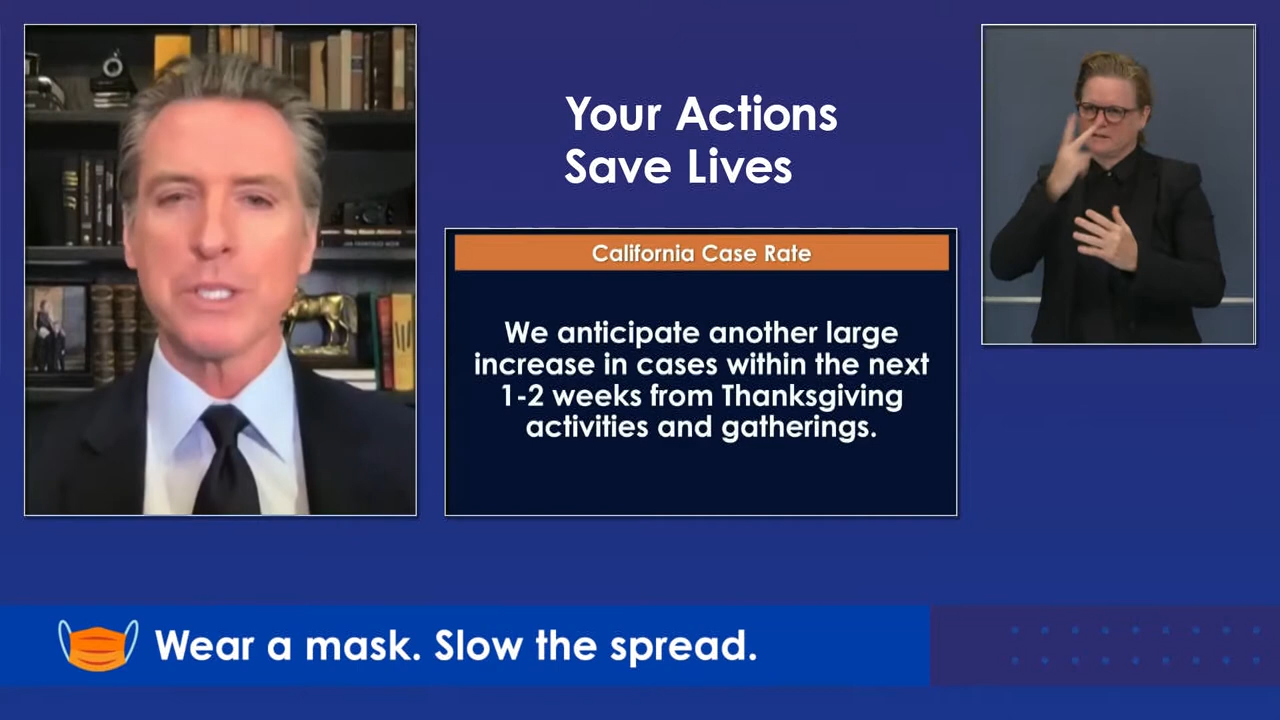 Your Actions
Save Lives
California Case Rate
We anticipate another large
increase in cases within the next
1-2 weeks from Thanksgiving
activities and gatherings.
Wear a mask. Slow the spread.